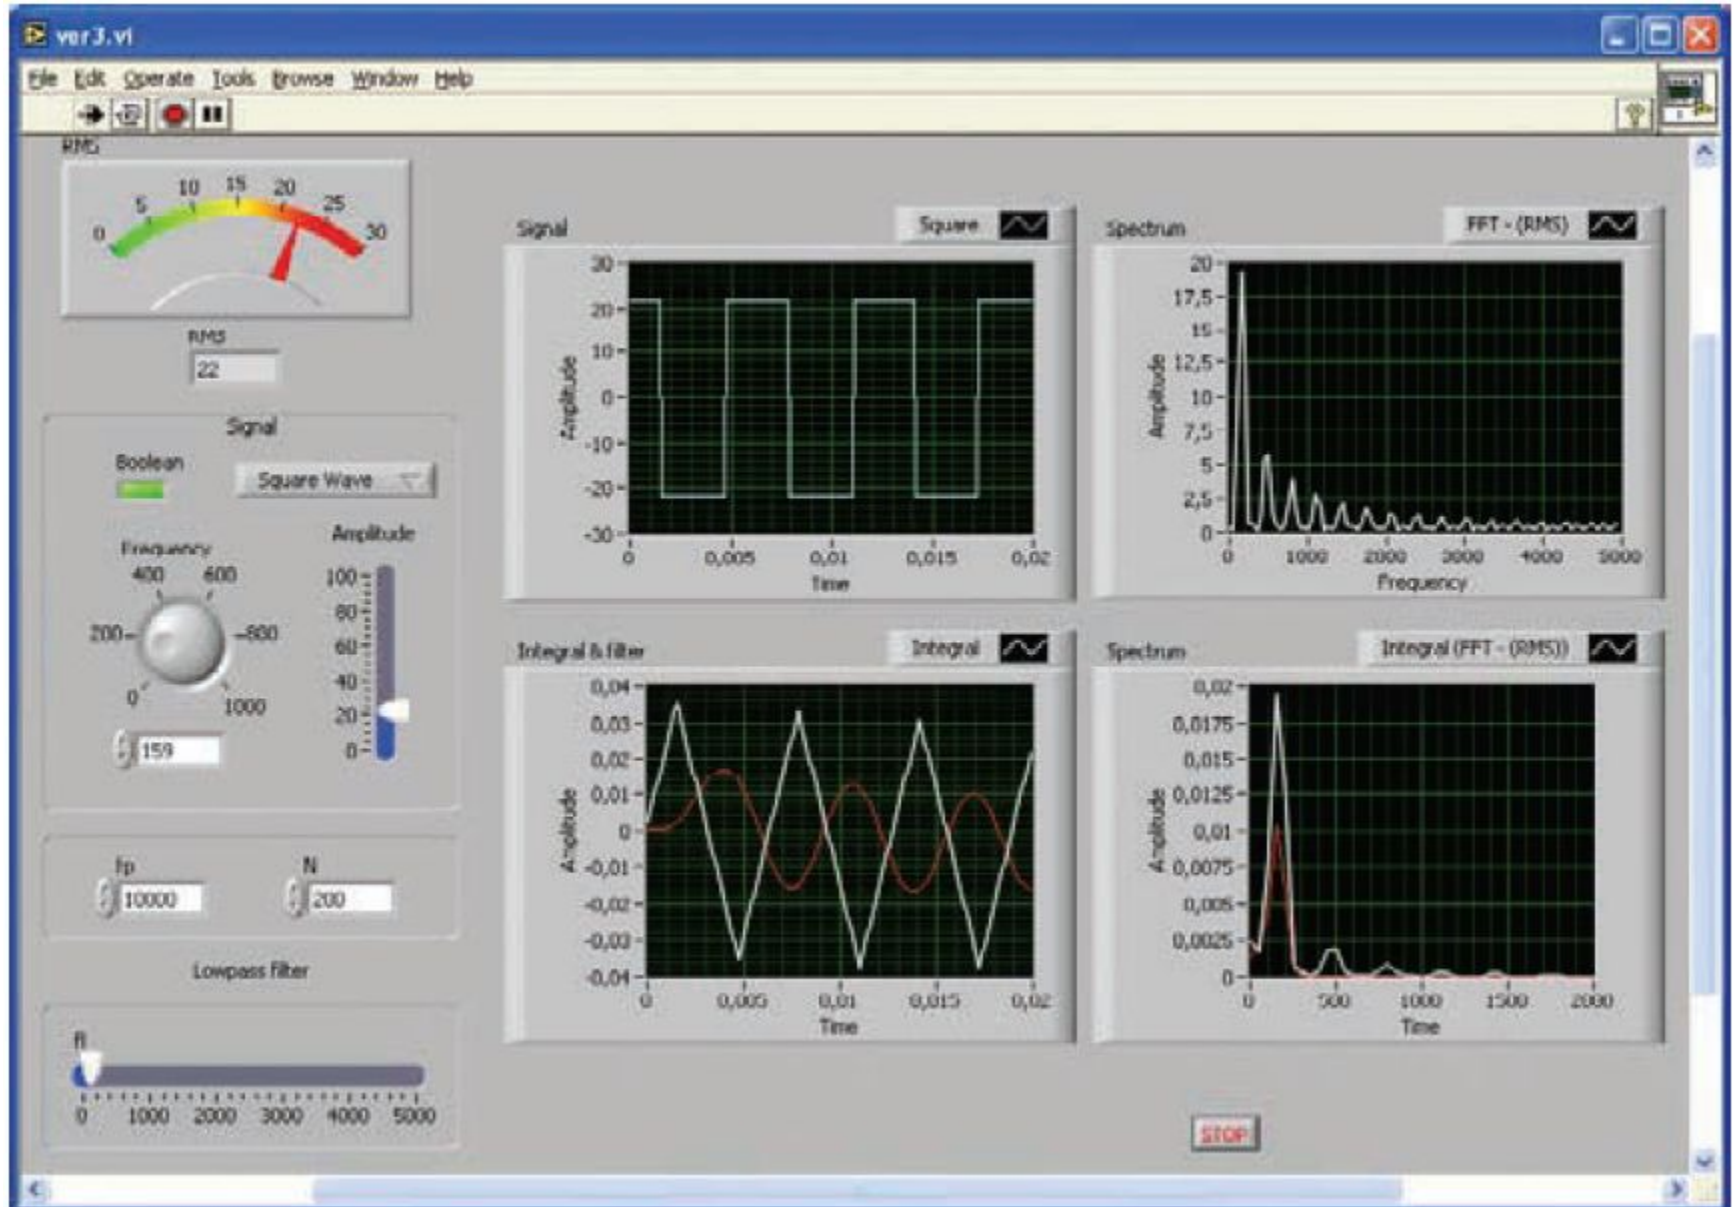 ver3.vi
File Edit Operate Tools Browse Window Help
RMS
0 5 10 15 20 25 30
RMS
22
Signal
Boolean
Square Wave
Frequency
0 200 400 600 800 1000
159
Amplitude
100
80
60
40
20
0
fp
10000
N
200
Lowpass filter
fl
0 1000 2000 3000 4000 5000
Signal
Square
Amplitude
30
20
10
0
-10
-20
-30
0 0,005 0,01 0,015 0,02
Time
Spectrum
FFT - (RMS)
Amplitude
20
17,5
15
12,5
10
7,5
5
2,5
0
0 1000 2000 3000 4000 5000
Frequency
Integral & filter
Integral
Amplitude
0,04
0,03
0,02
0,01
0
-0,01
-0,02
-0,03
-0,04
0 0,005 0,01 0,015 0,02
Time
Spectrum
Integral (FFT - (RMS))
Amplitude
0,02
0,0175
0,015
0,0125
0,01
0,0075
0,005
0,0025
0
0 500 1000 1500 2000
Time
STOP